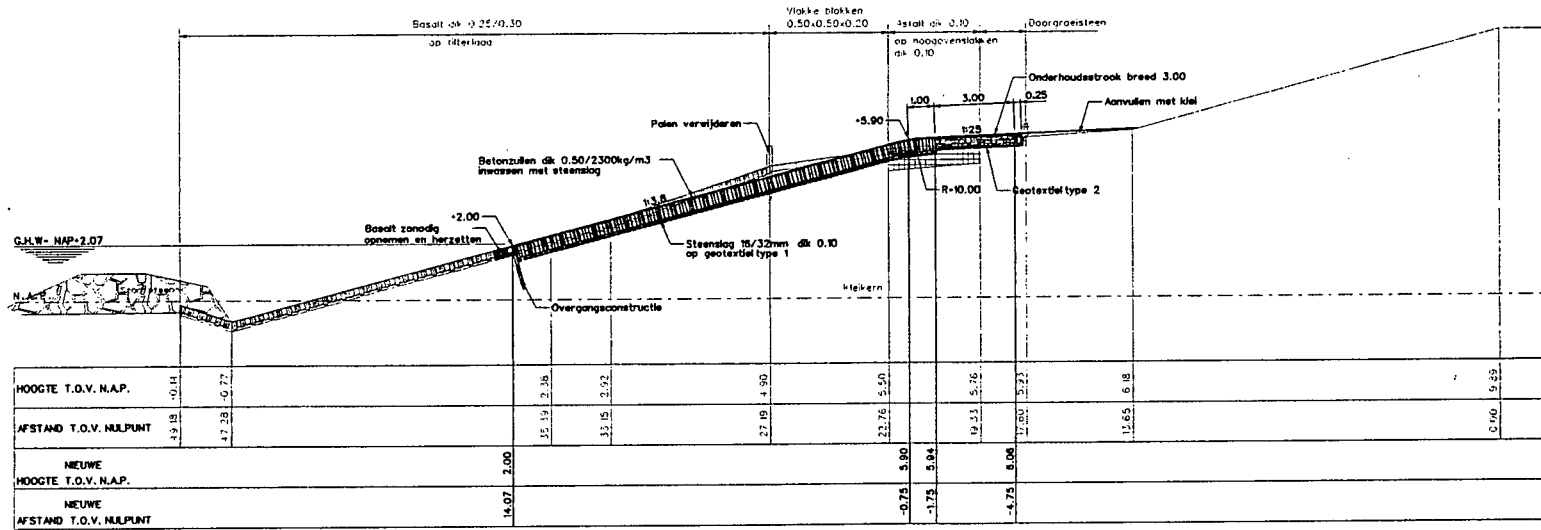 Basalt dik 0.25/0.30
op filterlaag
Vlakke blokken
0.50x0.50x0.20
Asfalt dik 0.10
op hoogovenslakken
dik 0.10
Doorgroeisteen
Onderhoudsstrook breed 3.00
1.00
3.00
0.25
Aanvullen met klei
+5.90
1:25
Palen verwijderen
Betonzuilen dik 0.50/2300kg/m3
inwassen met steenslag
R=10.00
Geotextiel type 2
1:3,6
+2.00
Basalt zonodig
opnemen en herzetten
Steenslag 16/32mm dik 0.10
op geotextiel type 1
G.H.W= NAP+2.07
N.A.P.
kleikern
Overgangsconstructie
HOOGTE T.O.V. N.A.P. -0.14 -0.77 2.38 2.92 4.90 5.50 5.76 5.93 6.18 9.89
AFSTAND T.O.V. NULPUNT 49.18 47.28 35.39 33.15 27.19 22.76 19.33 17.60 13.65 0.00
NIEUWE
HOOGTE T.O.V. N.A.P. 2.00 5.90 5.94 6.06
NIEUWE
AFSTAND T.O.V. NULPUNT 14.07 -0.75 -1.75 -4.75